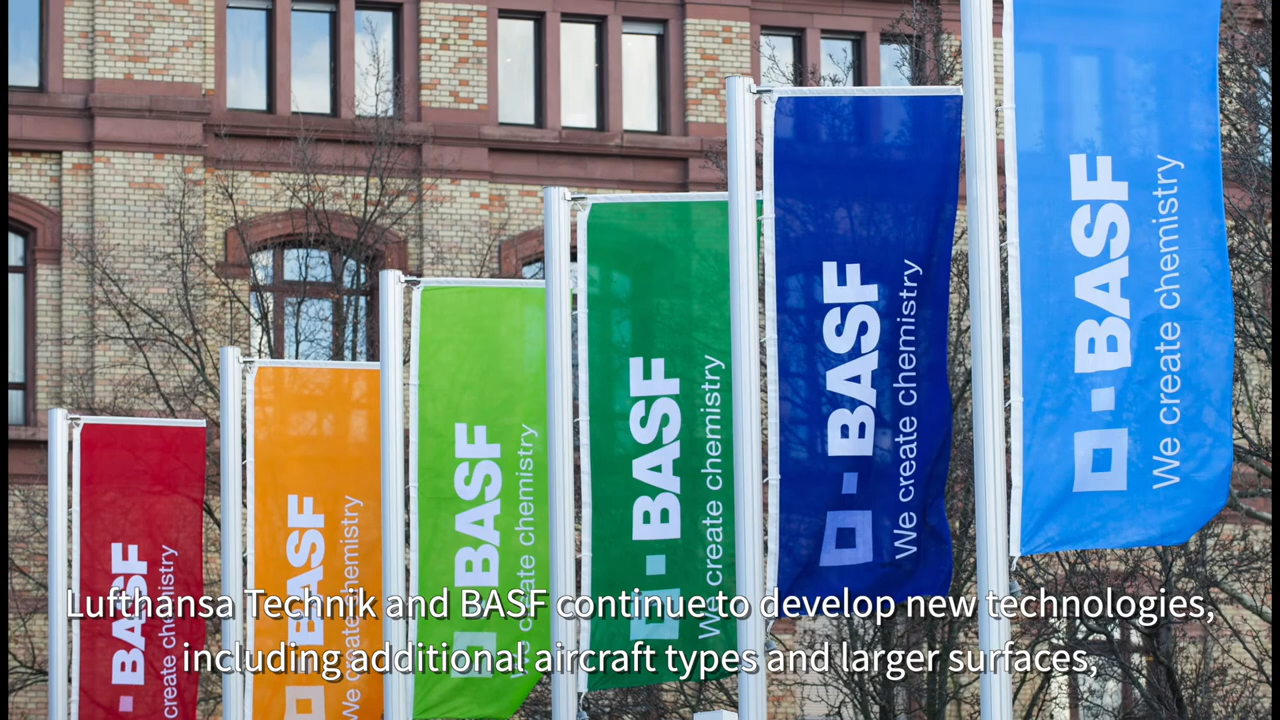 BASF
create chemistry
BASF
We create chemistry
BASF
We create chemistry
BASF
We create chemistry
BASF
We create chemistry
BASF
We create chemistry
Lufthansa Technik and BASF continue to develop new technologies,
including additional aircraft types and larger surfaces,